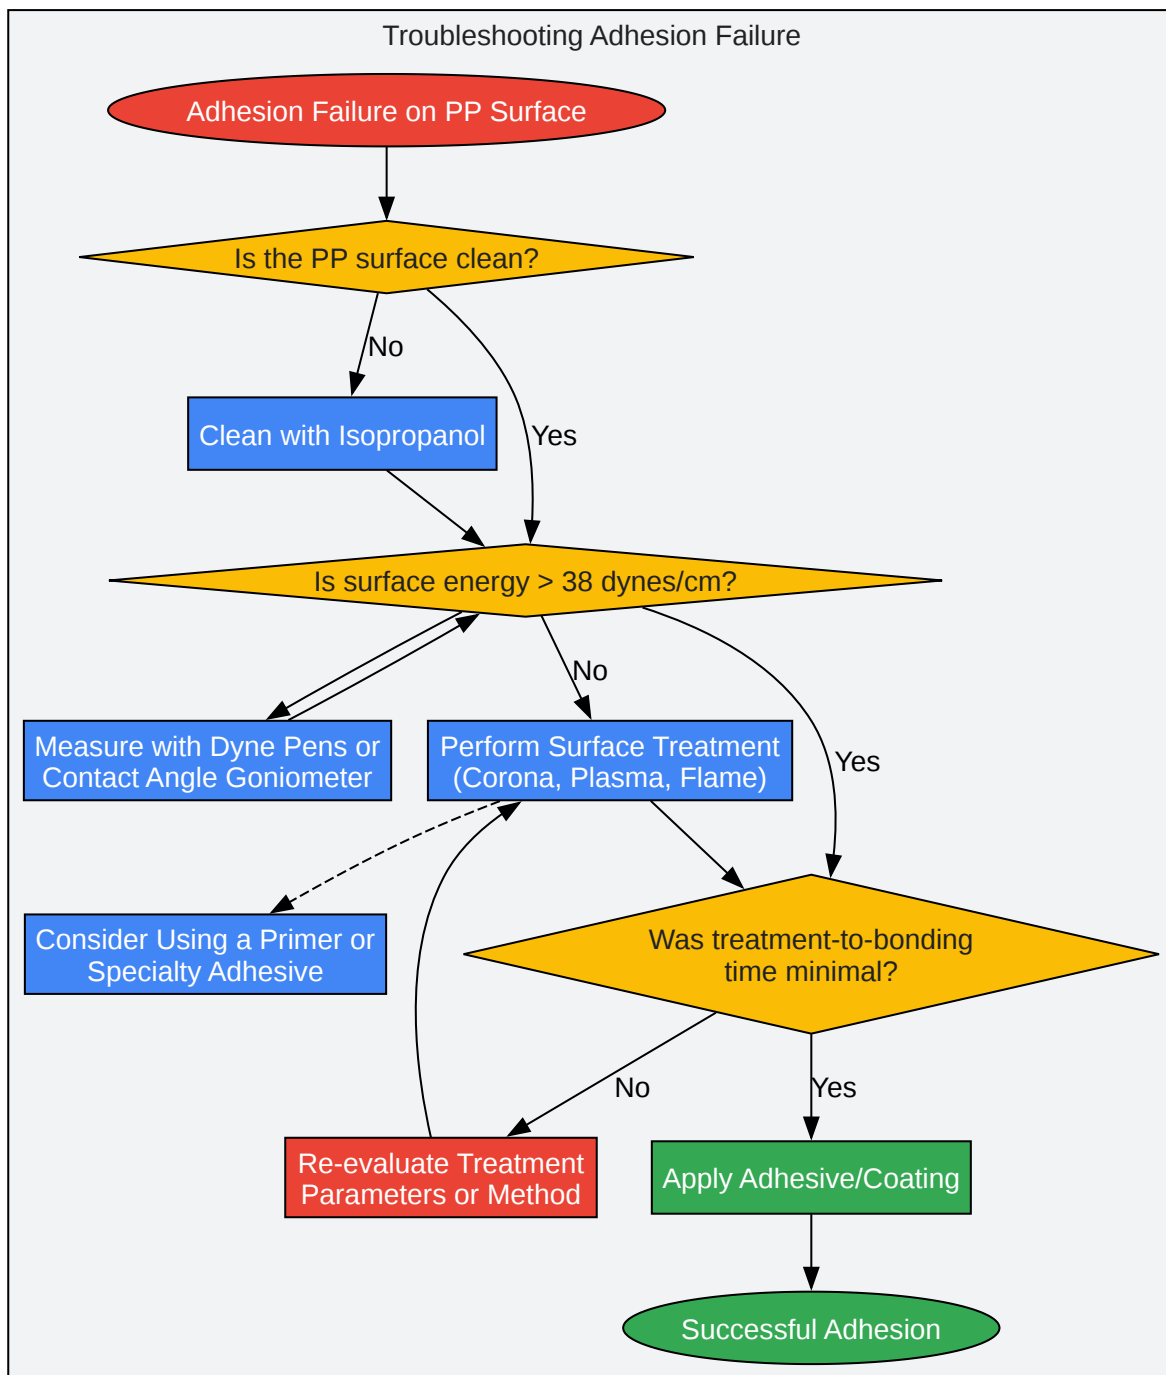 Troubleshooting Adhesion Failure
Adhesion Failure on PP Surface
Is the PP surface clean?
No
Clean with Isopropanol
Yes
Is surface energy > 38 dynes/cm?
No
Measure with Dyne Pens or
Contact Angle Goniometer
Perform Surface Treatment
(Corona, Plasma, Flame)
Yes
Consider Using a Primer or
Specialty Adhesive
Was treatment-to-bonding
time minimal?
No
Yes
Re-evaluate Treatment
Parameters or Method
Apply Adhesive/Coating
Successful Adhesion